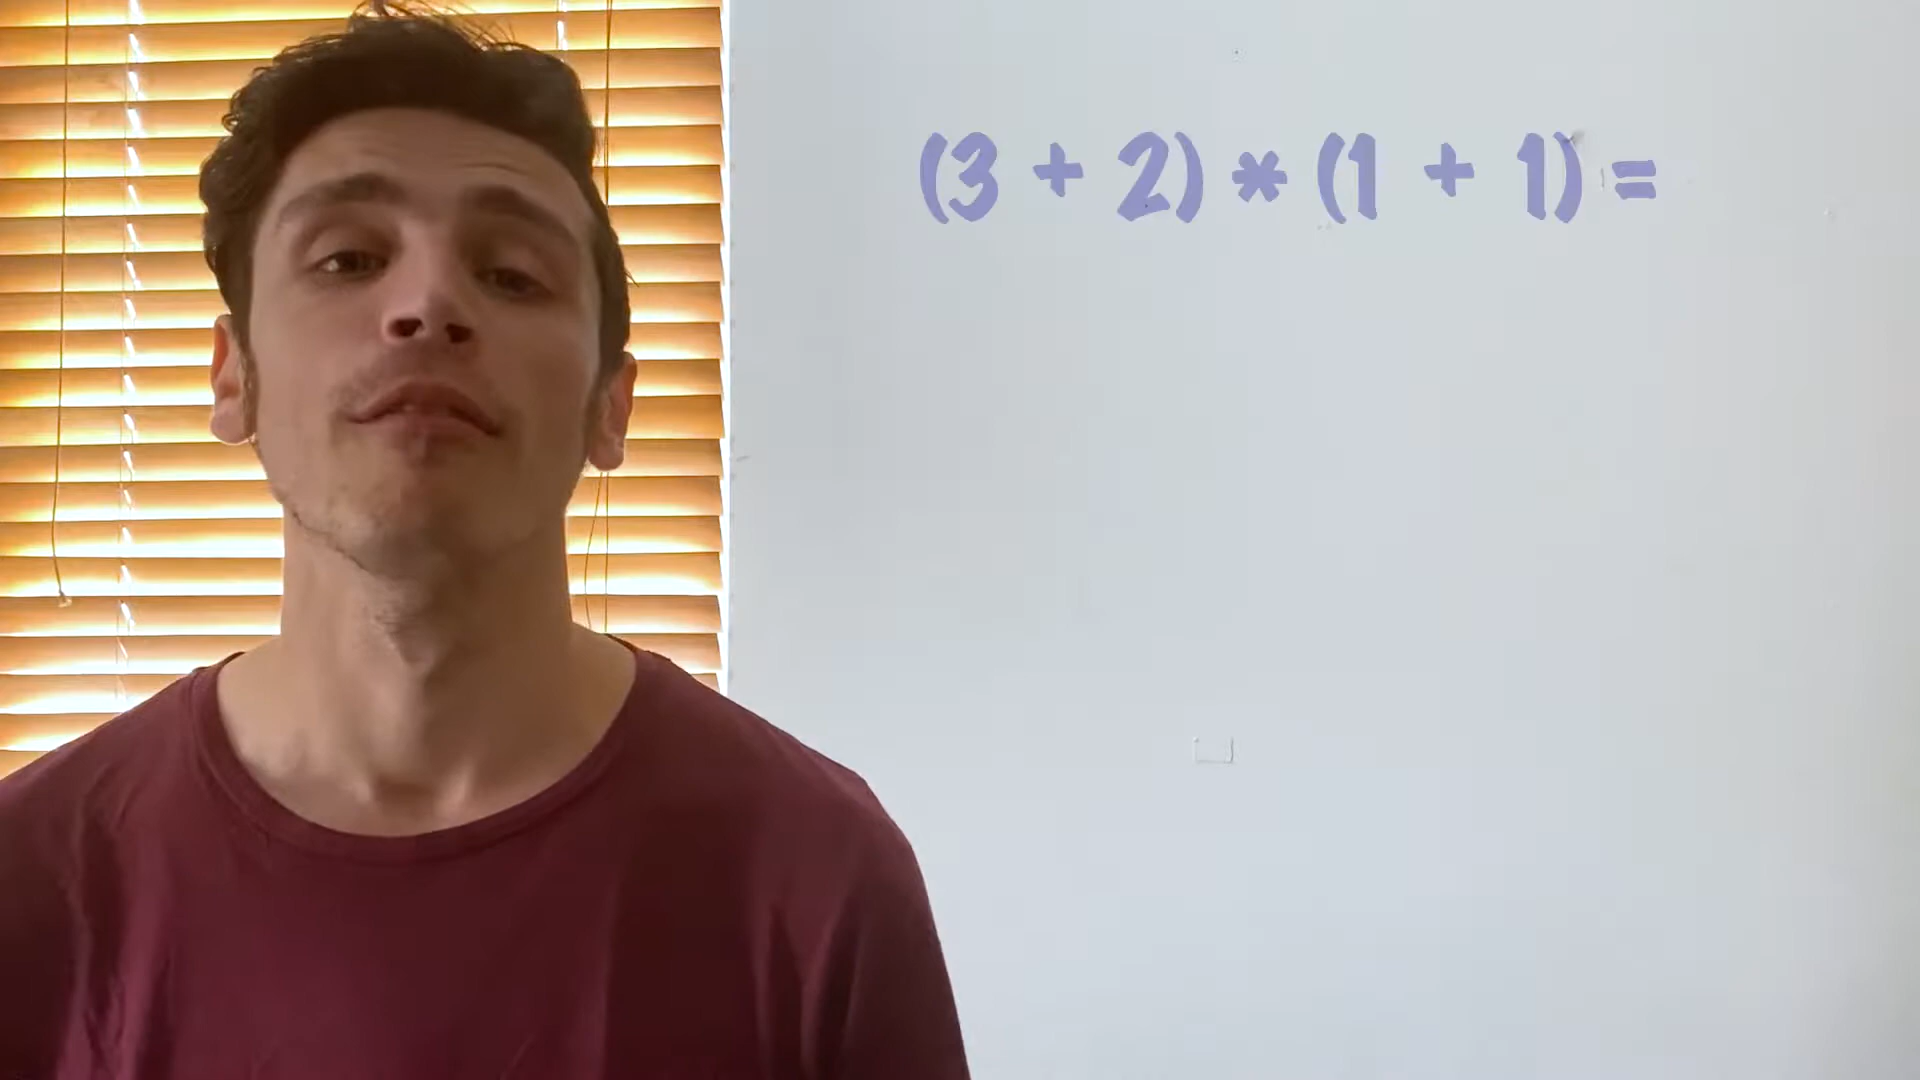 (3 + 2) * (1 + 1) =